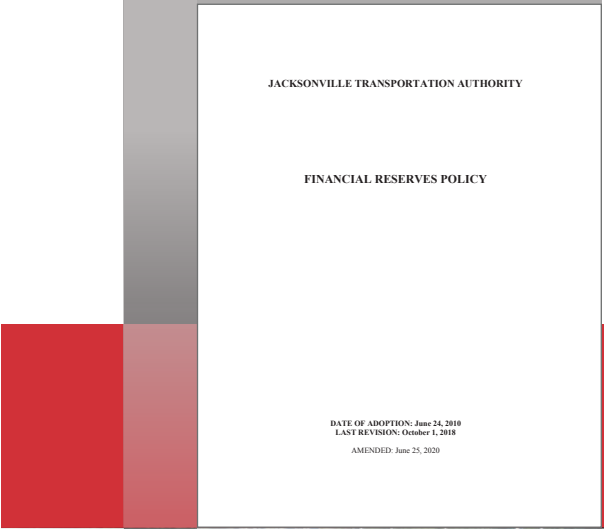 JACKSONVILLE TRANSPORTATION AUTHORITY
FINANCIAL RESERVES POLICY
DATE OF ADOPTION: June 24, 2010
LAST REVISION: October 1, 2018
AMENDED: June 25, 2020